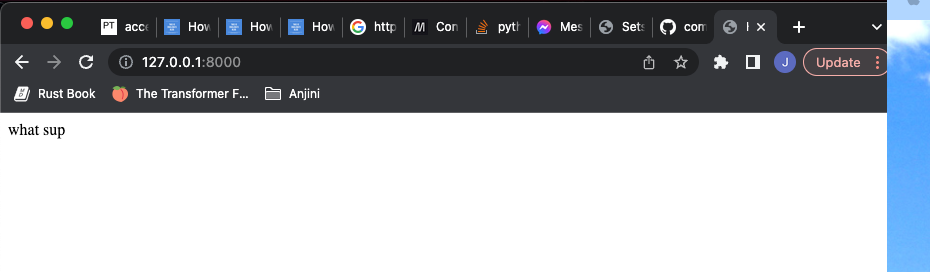 PT acce How How How http Con pyth Mes Sets com H
127.0.0.1:8000 J Update
Rust Book The Transformer F... Anjini
what sup